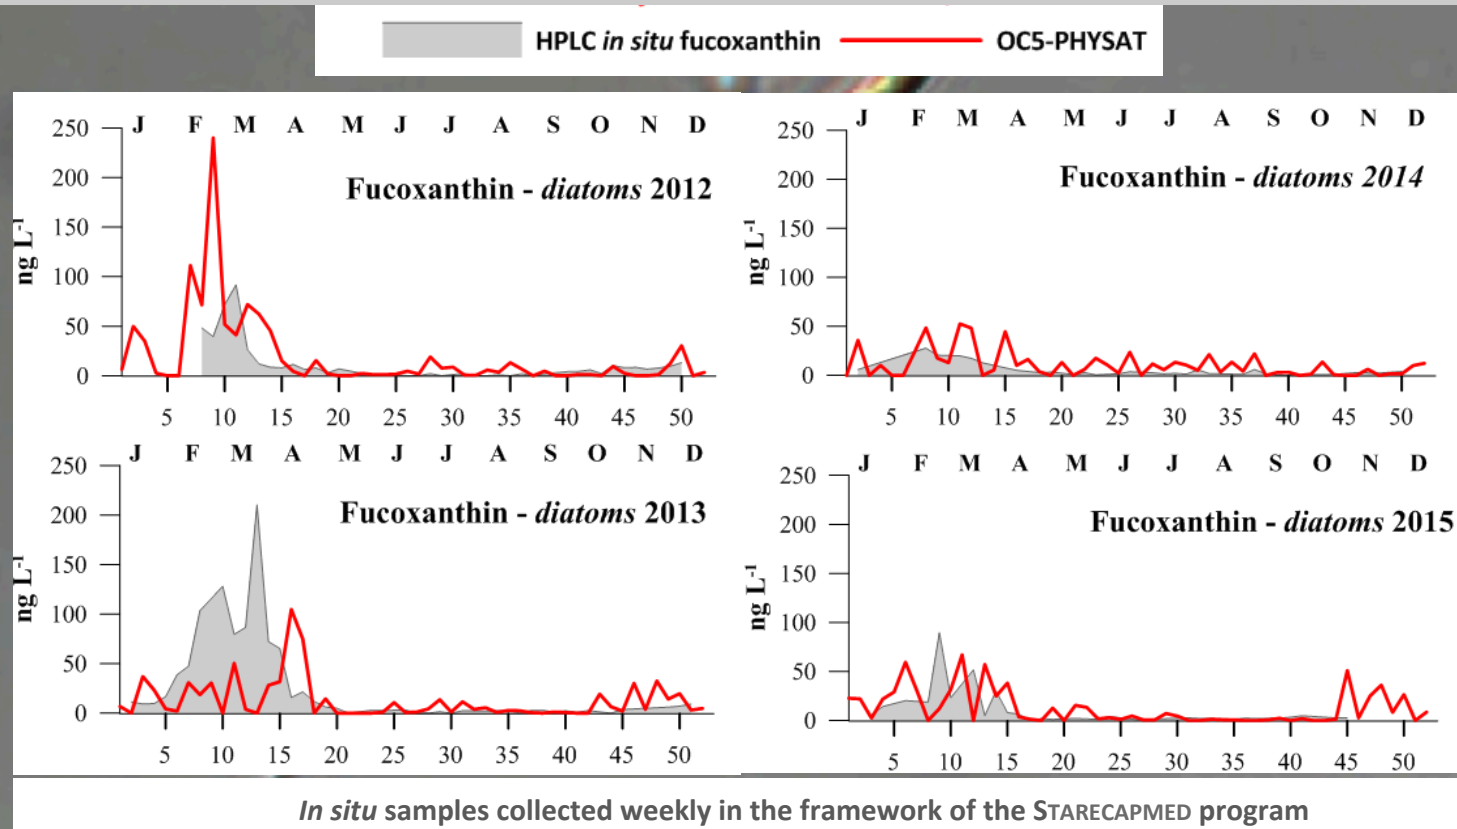 HPLC in situ fucoxanthin OC5-PHYSAT
J F M A M J J A S O N D
Fucoxanthin - diatoms 2012
ng L⁻¹
250
200
150
100
50
0
5 10 15 20 25 30 35 40 45 50
J F M A M J J A S O N D
Fucoxanthin - diatoms 2014
ng L⁻¹
250
200
150
100
50
0
5 10 15 20 25 30 35 40 45 50
J F M A M J J A S O N D
Fucoxanthin - diatoms 2013
ng L⁻¹
250
200
150
100
50
0
5 10 15 20 25 30 35 40 45 50
J F M A M J J A S O N D
Fucoxanthin - diatoms 2015
ng L⁻¹
250
200
150
100
50
0
5 10 15 20 25 30 35 40 45 50
In situ samples collected weekly in the framework of the STARECAPMED program